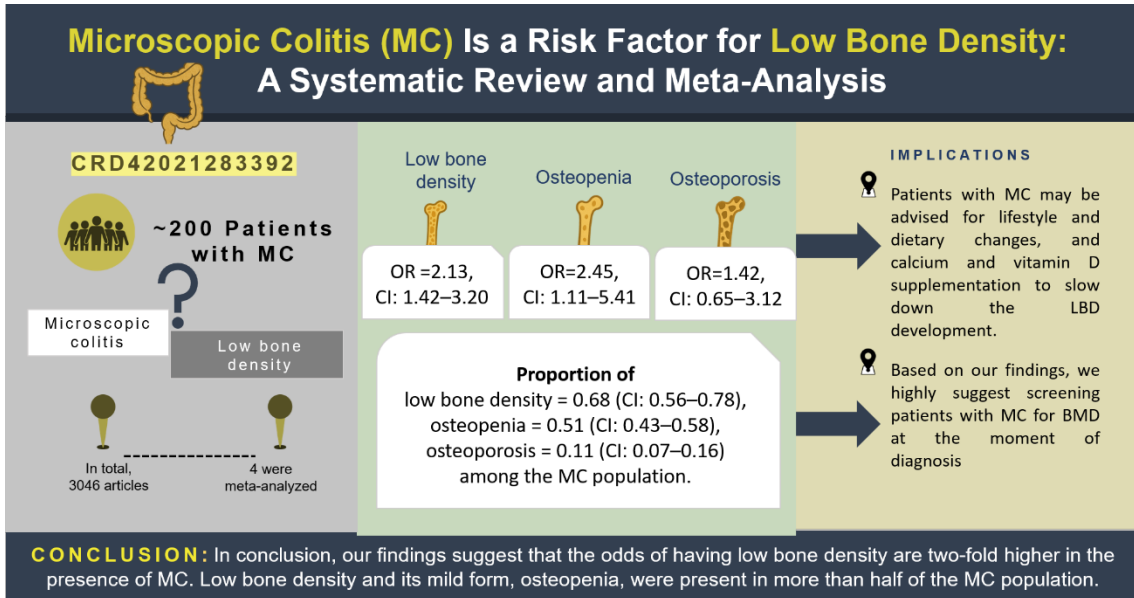 Microscopic Colitis (MC) Is a Risk Factor for Low Bone Density:
A Systematic Review and Meta-Analysis
CRD42021283392
~200 Patients
with MC
?
Microscopic
colitis
Low bone
density
In total,
3046 articles
4 were
meta-analyzed
Low bone
density
Osteopenia
Osteoporosis
OR =2.13,
CI: 1.42–3.20
OR=2.45,
CI: 1.11–5.41
OR=1.42,
CI: 0.65–3.12
Proportion of
low bone density = 0.68 (CI: 0.56–0.78),
osteopenia = 0.51 (CI: 0.43–0.58),
osteoporosis = 0.11 (CI: 0.07–0.16)
among the MC population.
IMPLICATIONS
Patients with MC may be
advised for lifestyle and
dietary changes, and
calcium and vitamin D
supplementation to slow
down the LBD
development.
Based on our findings, we
highly suggest screening
patients with MC for BMD
at the moment of
diagnosis
CONCLUSION: In conclusion, our findings suggest that the odds of having low bone density are two-fold higher in the
presence of MC. Low bone density and its mild form, osteopenia, were present in more than half of the MC population.